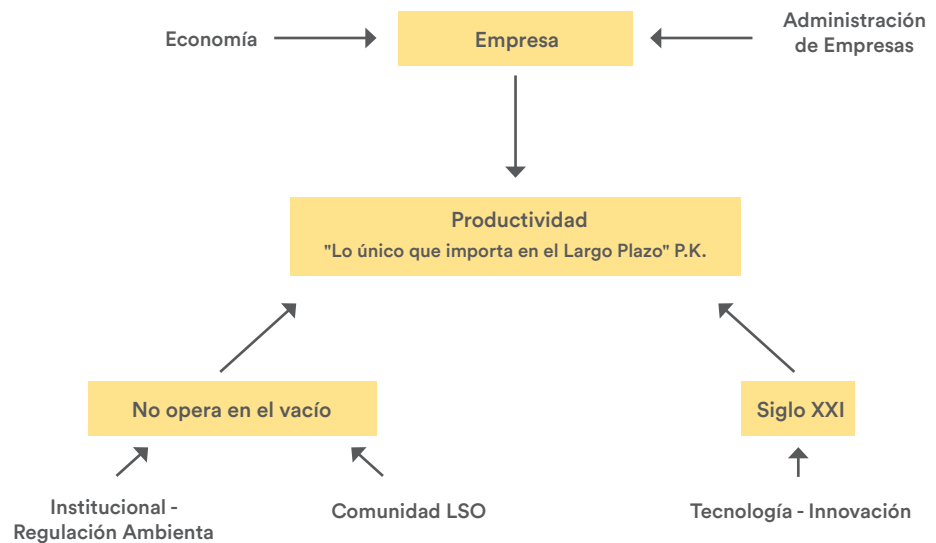 Economía
Empresa
Administración
de Empresas
Productividad
"Lo único que importa en el Largo Plazo" P.K.
No opera en el vacío
Siglo XXI
Institucional -
Regulación Ambienta
Comunidad LSO
Tecnología - Innovación